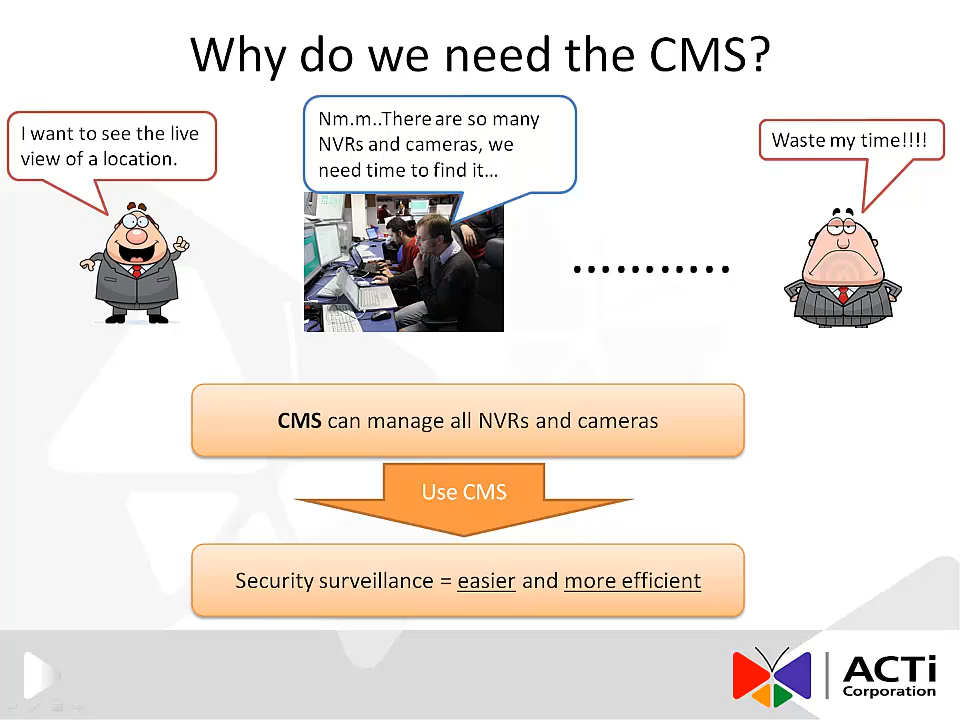 Why do we need the CMS?
I want to see the live
view of a location.
Nm.m..There are so many
NVRs and cameras, we
need time to find it...
Waste my time!!!!
...........
CMS can manage all NVRs and cameras
Use CMS
Security surveillance = easier and more efficient
ACTi
Corporation